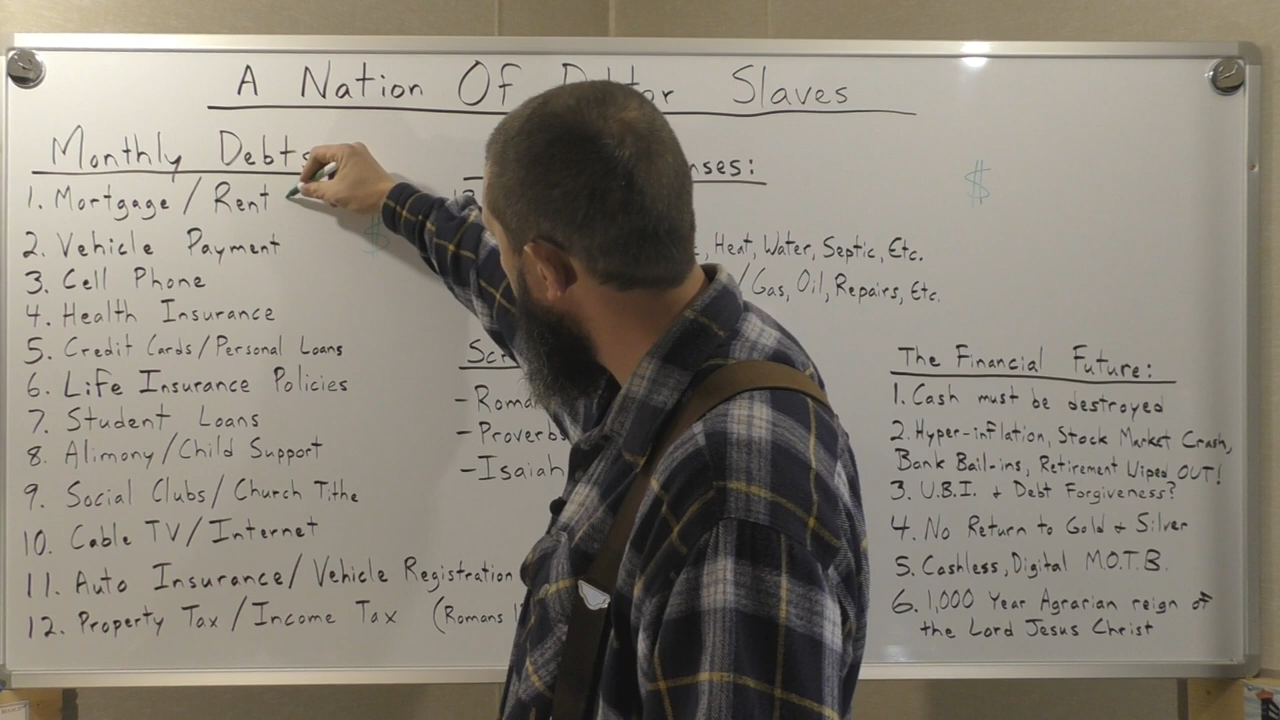 A Nation Of Slaves
Monthly Debts
1. Mortgage / Rent
2. Vehicle Payment
3. Cell Phone
4. Health Insurance
5. Credit Cards / Personal Loans
6. Life Insurance Policies
7. Student Loans
8. Alimony / Child Support
9. Social Clubs / Church Tithe
10. Cable TV / Internet
11. Auto Insurance / Vehicle Registration
12. Property Tax / Income Tax (Romans
$
, Heat, Water, Septic, Etc.
/ Gas, Oil, Repairs, Etc.
- Proverbs
- Isaiah
$
The Financial Future:
1. Cash must be destroyed
2. Hyper-inflation, Stock Market Crash,
Bank Bail-ins, Retirement Wiped OUT!
3. U.B.I. + Debt Forgiveness?
4. No Return to Gold + Silver
5. Cashless, Digital M.O.T.B.
6. 1,000 Year Agrarian reign of
the Lord Jesus Christ